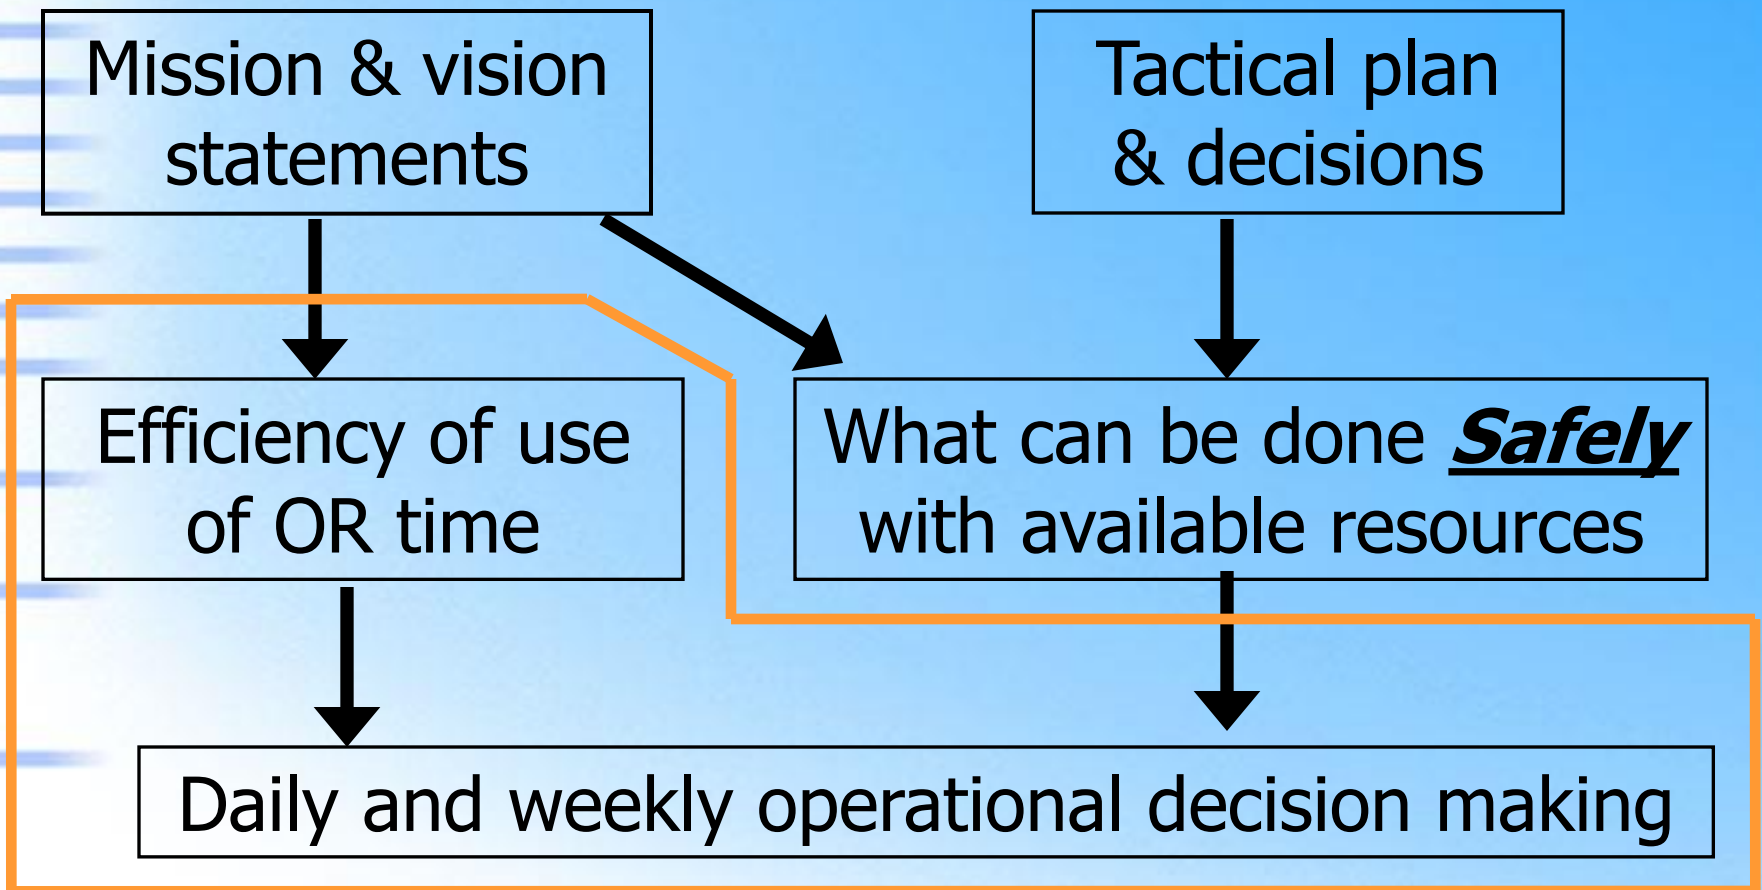 Mission & vision
statements
Tactical plan
& decisions
Efficiency of use
of OR time
What can be done Safely
with available resources
Daily and weekly operational decision making